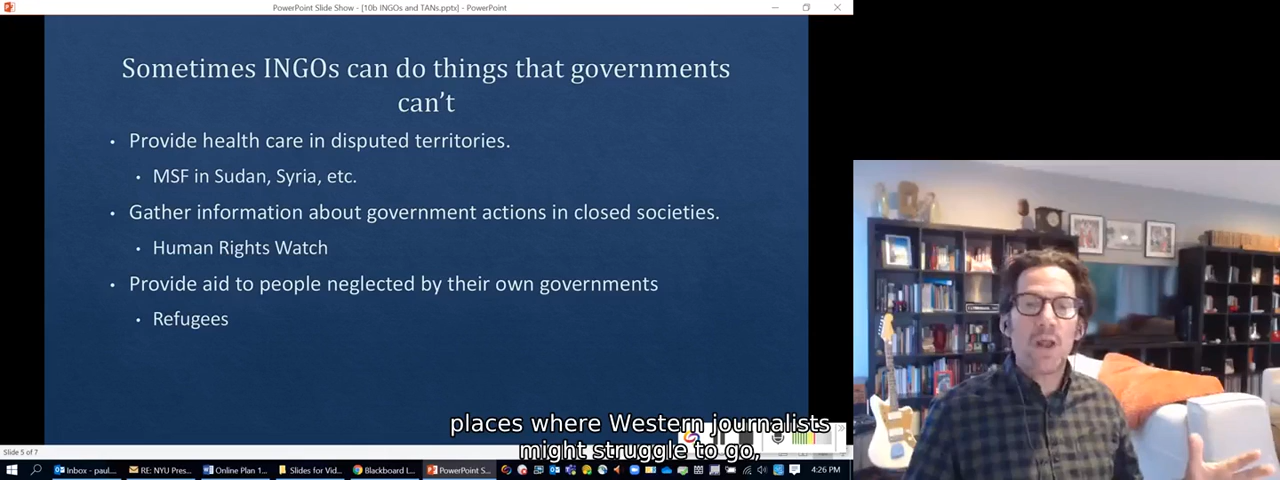 PowerPoint Slide Show - [10b INGOs and TANs.pptx] - PowerPoint
Sometimes INGOs can do things that governments
can’t
• Provide health care in disputed territories.
• MSF in Sudan, Syria, etc.
• Gather information about government actions in closed societies.
• Human Rights Watch
• Provide aid to people neglected by their own governments
• Refugees
places where Western journalists
might struggle to go,
Slide 5 of 7
Inbox - paul...
RE: NYU Pres...
Online Plan 1...
Slides for Vid...
Blackboard L...
PowerPoint S...
4:26 PM